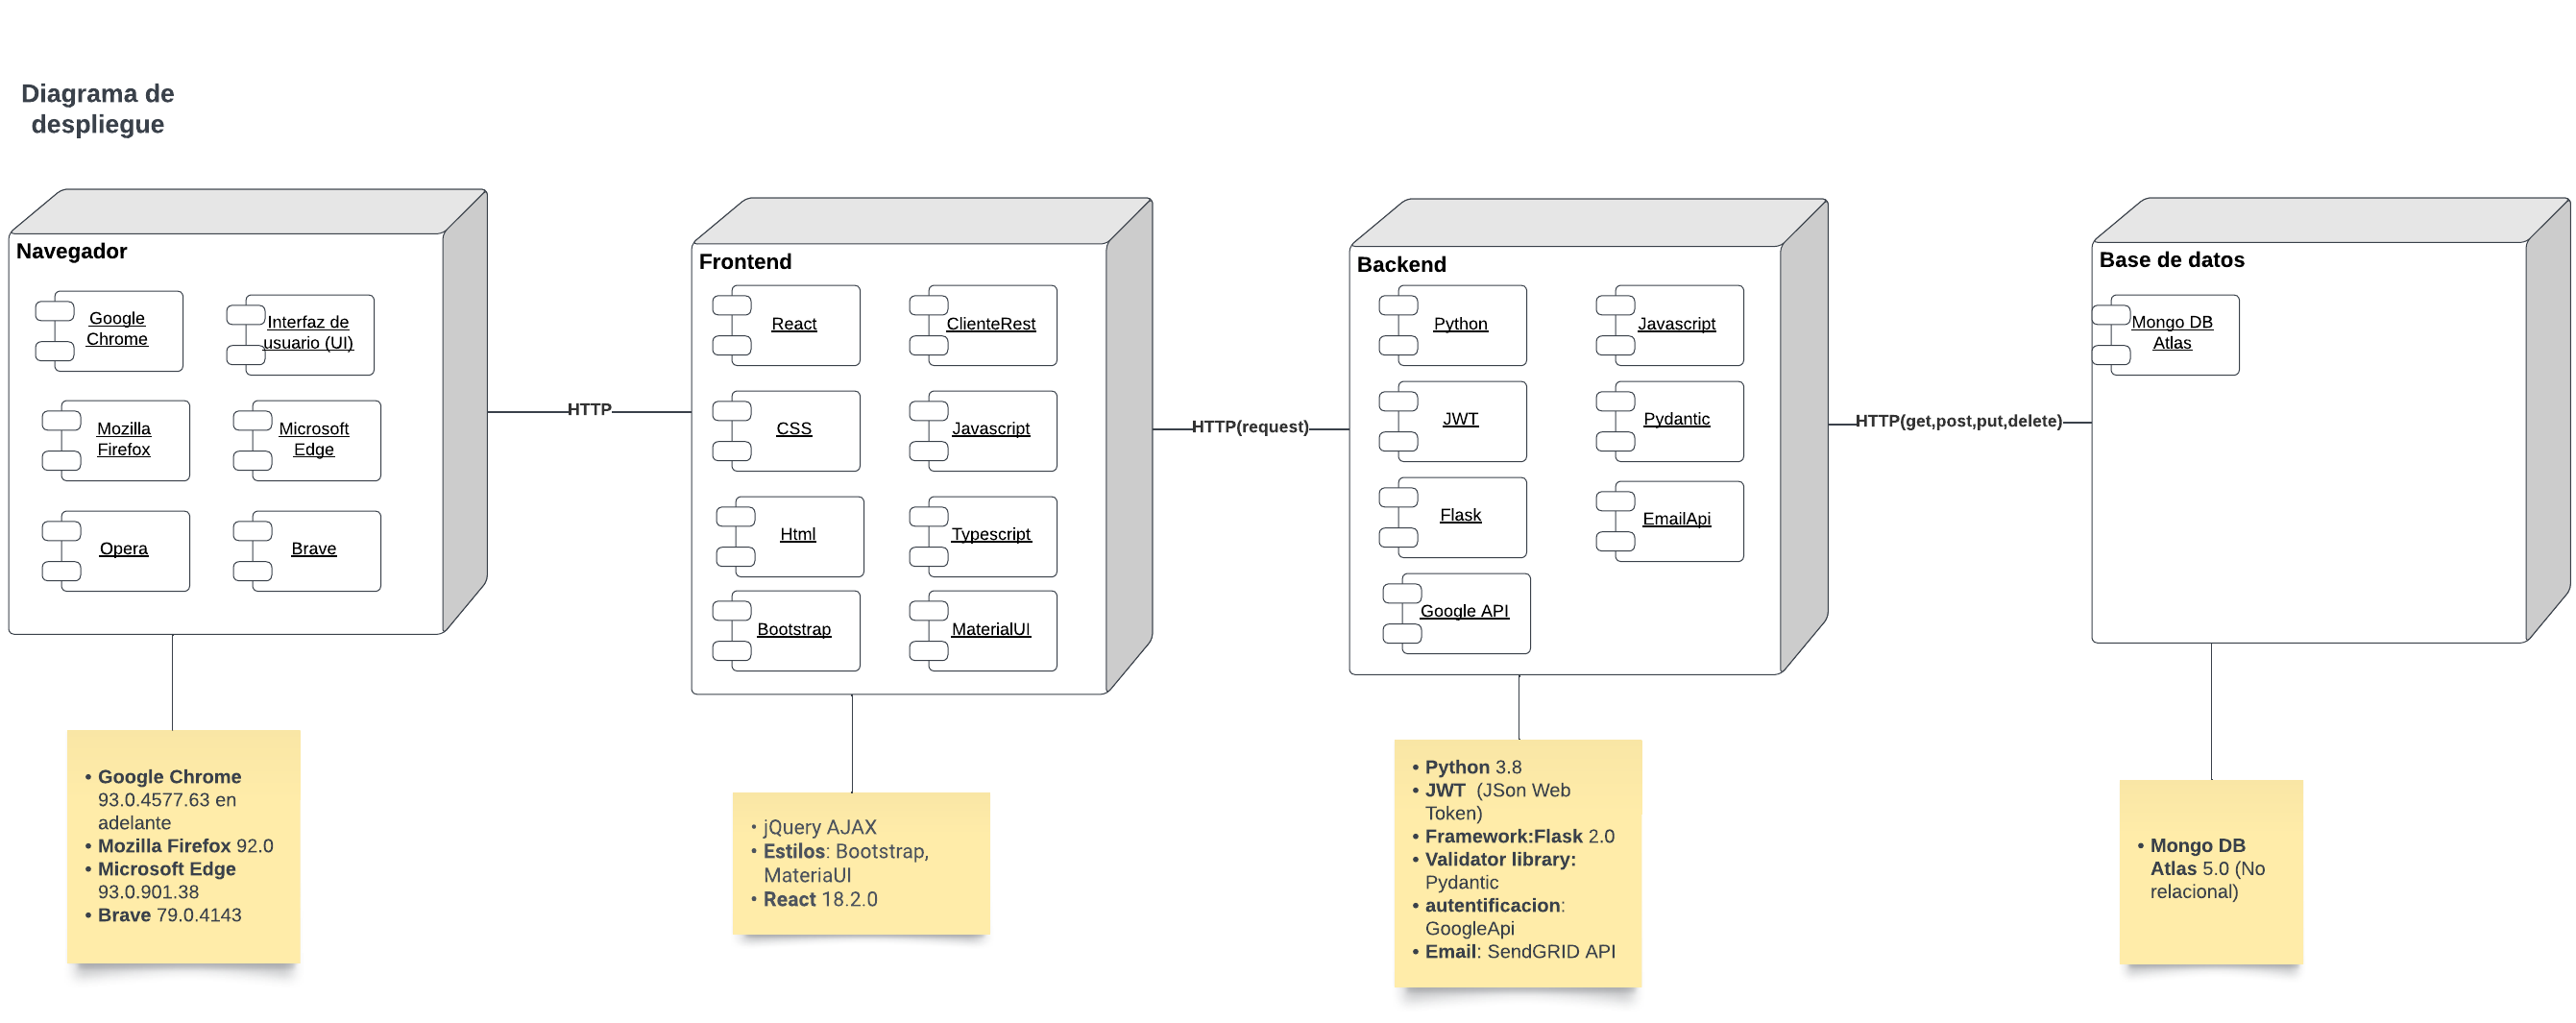 Diagrama de
despliegue
Navegador
Google
Chrome
Interfaz de
usuario (UI)
Mozilla
Firefox
Microsoft
Edge
Opera
Brave
HTTP
Frontend
React
ClienteRest
CSS
Javascript
Html
Typescript
Bootstrap
MaterialUI
HTTP(request)
Backend
Python
Javascript
JWT
Pydantic
Flask
EmailApi
Google API
HTTP(get,post,put,delete)
Base de datos
Mongo DB
Atlas
• Google Chrome
93.0.4577.63 en
adelante
• Mozilla Firefox 92.0
• Microsoft Edge
93.0.901.38
• Brave 79.0.4143
• jQuery AJAX
• Estilos: Bootstrap,
MateriaUI
• React 18.2.0
• Python 3.8
• JWT (JSon Web
Token)
• Framework:Flask 2.0
• Validator library:
Pydantic
• autentificacion:
GoogleApi
• Email: SendGRID API
• Mongo DB
Atlas 5.0 (No
relacional)